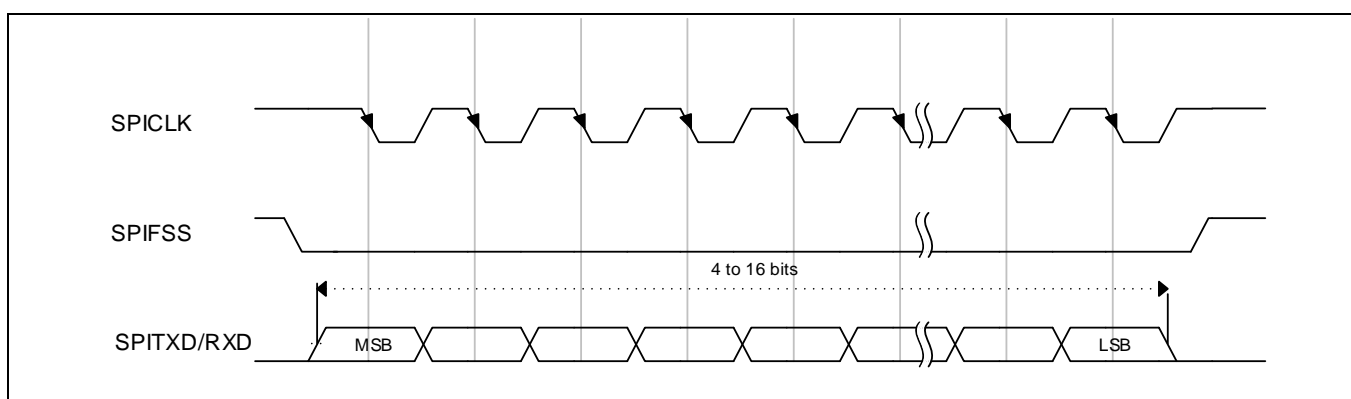 SPICLK
SPIFSS
4 to 16 bits
SPITXD/RXD
MSB
LSB